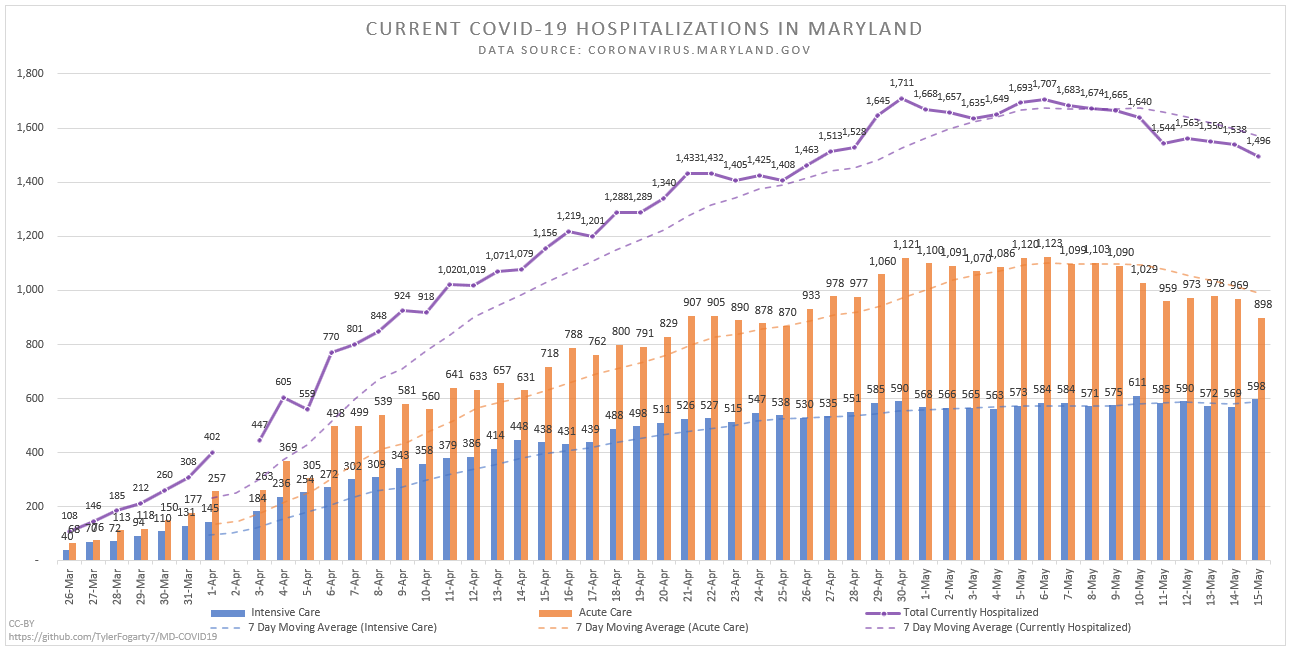 CURRENT COVID-19 HOSPITALIZATIONS IN MARYLAND
DATA SOURCE: CORONAVIRUS.MARYLAND.GOV
1,800
1,600
1,400
1,200
1,000
800
600
400
200
-
108 146 185 212 260 308 402 447 605 559 770 801 848 924 918 1,020 1,019 1,071 1,079 1,156 1,219 1,201 1,288 1,289 1,340 1,433 1,432 1,405 1,425 1,408 1,463 1,513 1,528 1,645 1,711 1,668 1,657 1,635 1,649 1,693 1,707 1,683 1,674 1,665 1,640 1,544 1,563 1,550 1,538 1,496
68 76 113 118 150 177 257 263 369 305 498 499 539 581 560 641 633 657 631 718 788 762 800 791 829 907 905 890 878 870 933 978 977 1,060 1,121 1,100 1,091 1,070 1,086 1,120 1,123 1,099 1,103 1,090 1,029 959 973 978 969 898
40 70 72 94 110 131 145 184 236 254 272 302 309 343 358 379 386 414 448 438 431 439 488 498 511 526 527 515 547 538 530 535 551 585 590 568 566 565 563 573 584 584 571 575 611 585 590 572 569 598
26-Mar 27-Mar 28-Mar 29-Mar 30-Mar 31-Mar 1-Apr 2-Apr 3-Apr 4-Apr 5-Apr 6-Apr 7-Apr 8-Apr 9-Apr 10-Apr 11-Apr 12-Apr 13-Apr 14-Apr 15-Apr 16-Apr 17-Apr 18-Apr 19-Apr 20-Apr 21-Apr 22-Apr 23-Apr 24-Apr 25-Apr 26-Apr 27-Apr 28-Apr 29-Apr 30-Apr 1-May 2-May 3-May 4-May 5-May 6-May 7-May 8-May 9-May 10-May 11-May 12-May 13-May 14-May 15-May
Intensive Care Acute Care Total Currently Hospitalized
7 Day Moving Average (Intensive Care) 7 Day Moving Average (Acute Care) 7 Day Moving Average (Currently Hospitalized)
CC-BY
https://github.com/TylerFogarty7/MD-COVID19